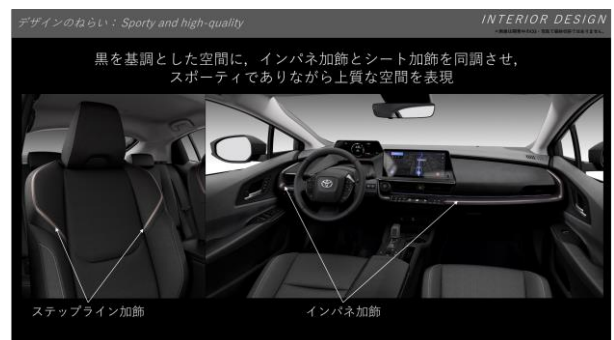 デザインのねらい：Sporty and high-quality
INTERIOR DESIGN
黒を基調とした空間に，インパネ加飾とシート加飾を同調させ，
スポーティでありながら上質な空間を表現
ステップライン加飾
インパネ加飾